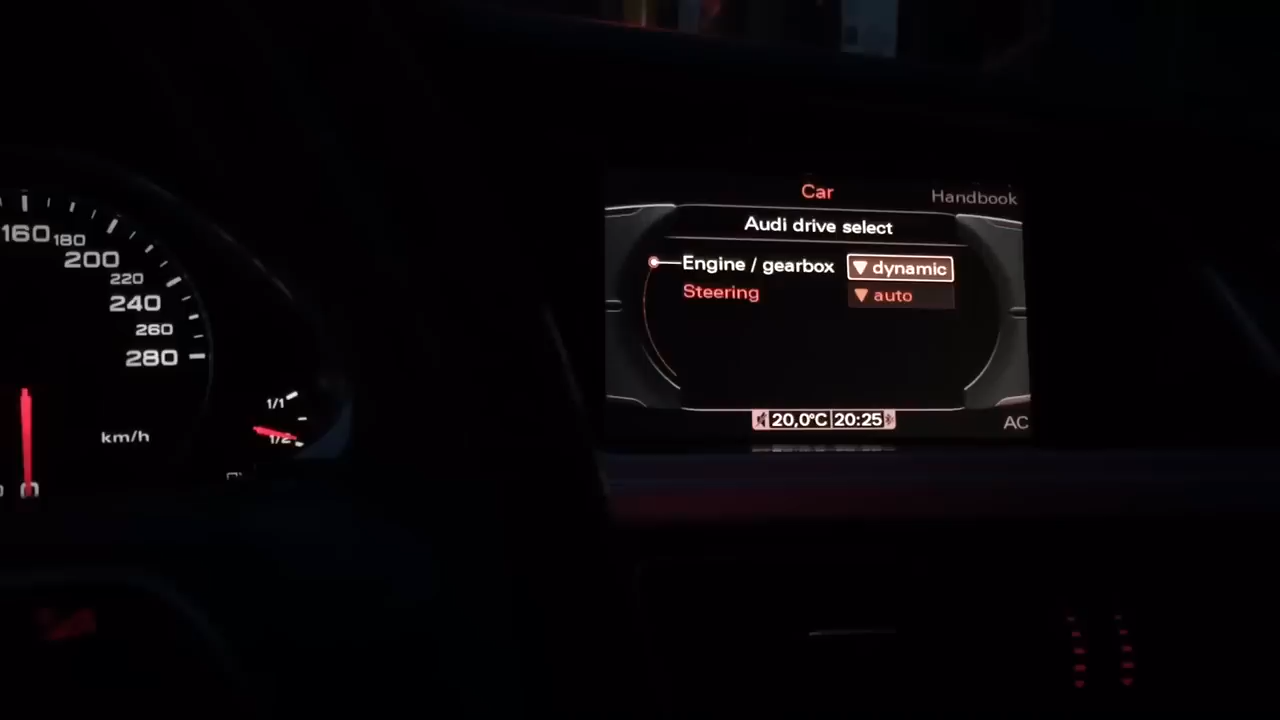 Car
Handbook
Audi drive select
Engine / gearbox ▼ dynamic
Steering ▼ auto
20,0°C 20:25
AC
160
180
200
220
240
260
280
km/h
1/1
1/2